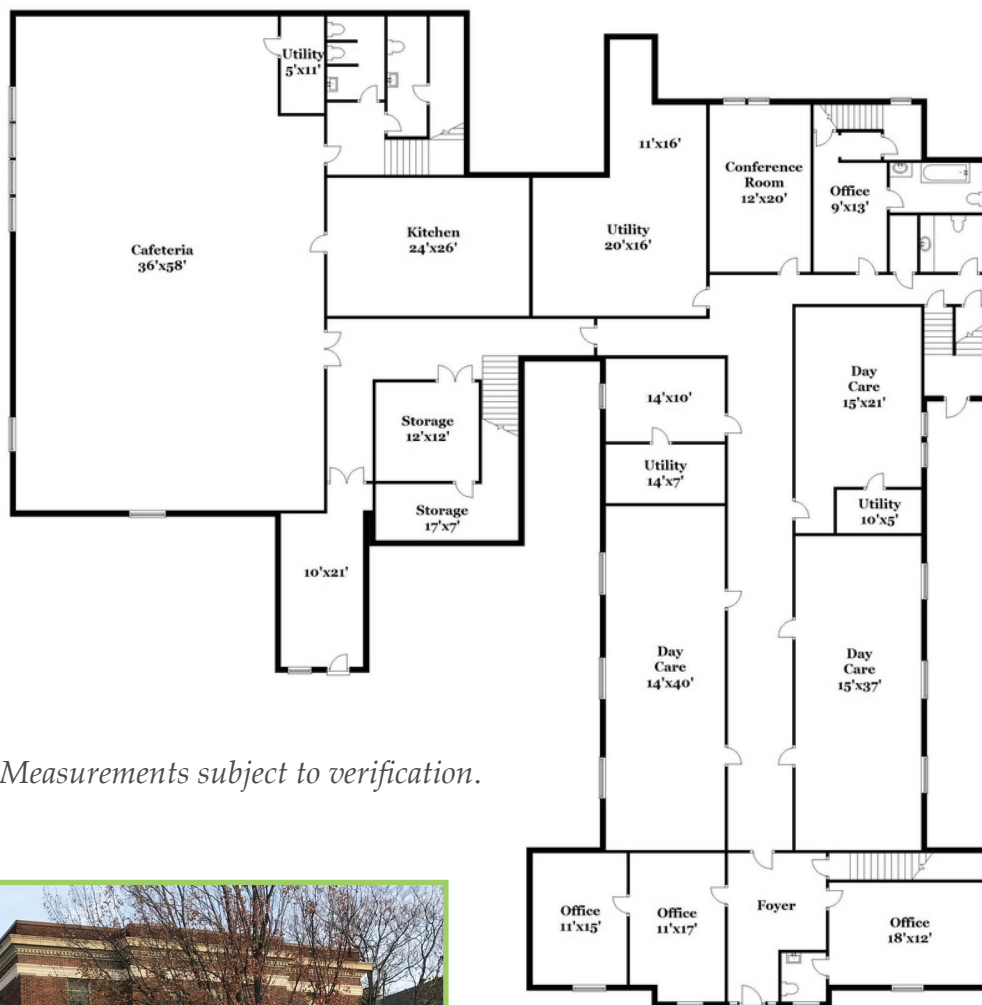 Utility
5'x11'
11'x16'
Conference
Room
12'x20'
Office
9'x13'
Cafeteria
36'x58'
Kitchen
24'x26'
Utility
20'x16'
Day
Care
15'x21'
14'x10'
Storage
12'x12'
Utility
14'x7'
Utility
10'x5'
Storage
17'x7'
10'x21'
Day
Care
14'x40'
Day
Care
15'x37'
Measurements subject to verification.
Office
11'x15'
Office
11'x17'
Foyer
Office
18'x12'